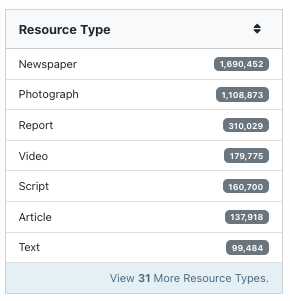 Resource Type
Newspaper 1,690,452
Photograph 1,108,873
Report 310,029
Video 179,775
Script 160,700
Article 137,918
Text 99,484
View 31 More Resource Types.